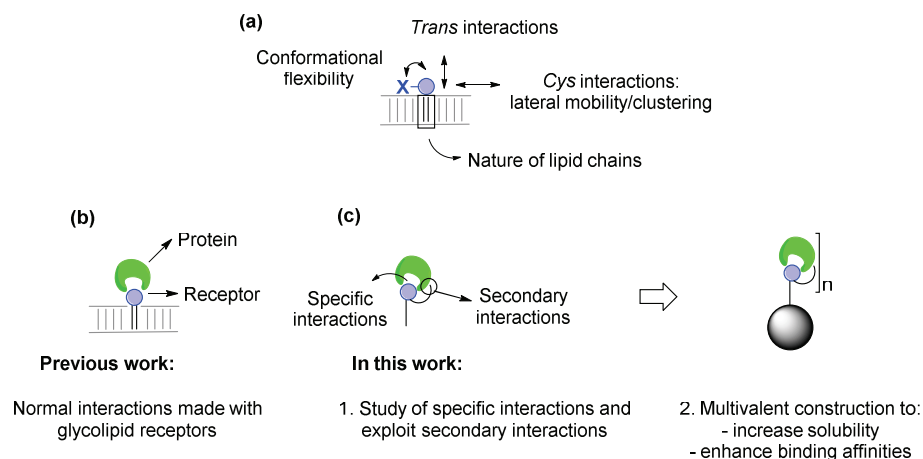 (a)
Trans interactions
Conformational
flexibility
X
Cys interactions:
lateral mobility/clustering
Nature of lipid chains
(b)
Protein
Receptor
Previous work:
Normal interactions made with
glycolipid receptors
(c)
Specific
interactions
Secondary
interactions
In this work:
1. Study of specific interactions and
exploit secondary interactions
n
2. Multivalent construction to:
- increase solubility
- enhance binding affinities